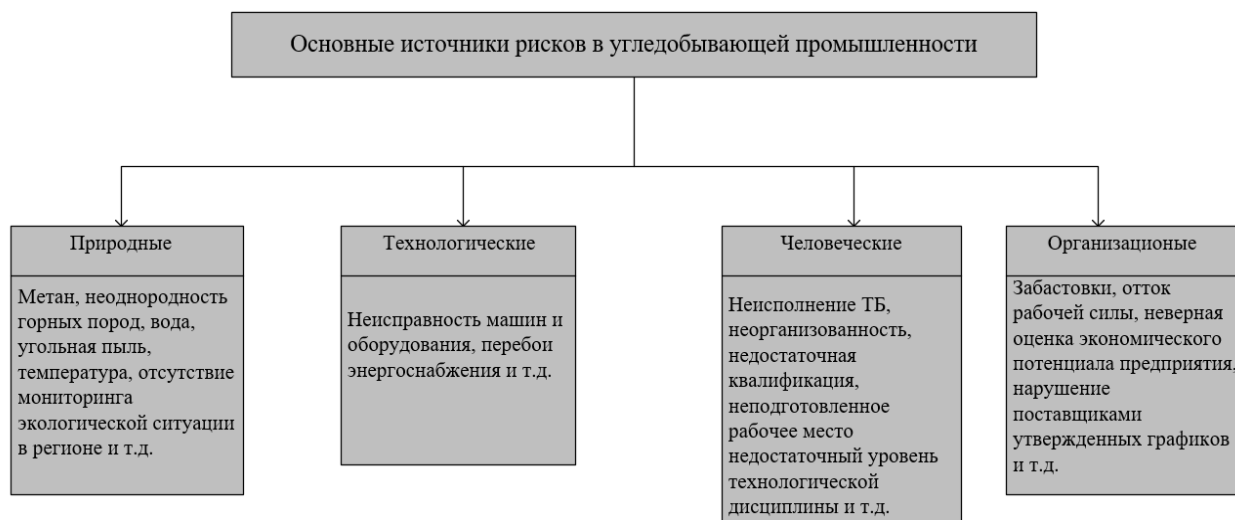 Основные источники рисков в угледобывающей промышленности
Природные
Метан, неоднородность
горных пород, вода,
угольная пыль,
температура, отсутствие
мониторинга
экологической ситуации
в регионе и т.д.
Технологические
Неисправность машин и
оборудования, перебои
энергоснабжения и т.д.
Человеческие
Неисполнение ТБ,
неорганизованность,
недостаточная
квалификация,
неподготовленное
рабочее место
недостаточный уровень
технологической
дисциплины и т.д.
Организационые
Забастовки, отток
рабочей силы, неверная
оценка экономического
потенциала предприятия,
нарушение
поставщиками
утвержденных графиков
и т.д.